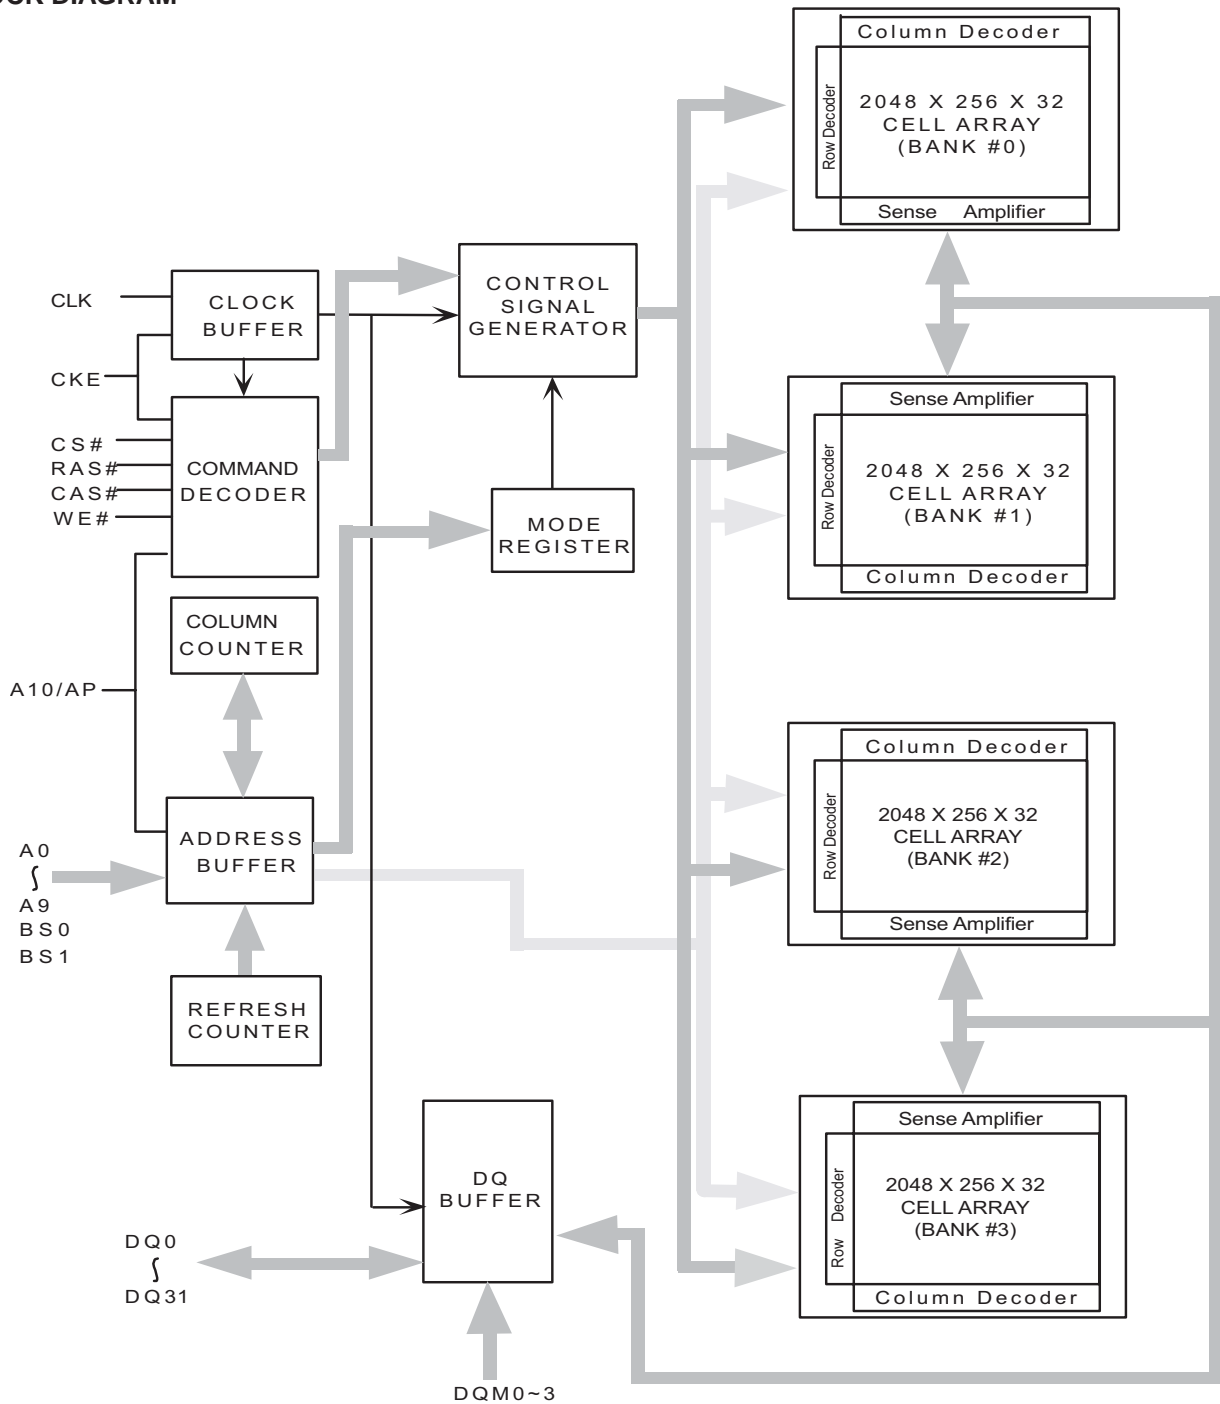 DIAGRAM
Column Decoder
Row Decoder
2048 X 256 X 32
CELL ARRAY
(BANK #0)
Sense Amplifier
CLK
CKE
CS#
RAS#
CAS#
WE#
A10/AP
A0
A9
BS0
BS1
CLOCK
BUFFER
COMMAND
DECODER
COLUMN
COUNTER
ADDRESS
BUFFER
REFRESH
COUNTER
CONTROL
SIGNAL
GENERATOR
MODE
REGISTER
Sense Amplifier
Row Decoder
2048 X 256 X 32
CELL ARRAY
(BANK #1)
Column Decoder
Column Decoder
Row Decoder
2048 X 256 X 32
CELL ARRAY
(BANK #2)
Sense Amplifier
DQ
BUFFER
DQ0
DQ31
DQM0~3
Sense Amplifier
Row Decoder
2048 X 256 X 32
CELL ARRAY
(BANK #3)
Column Decoder